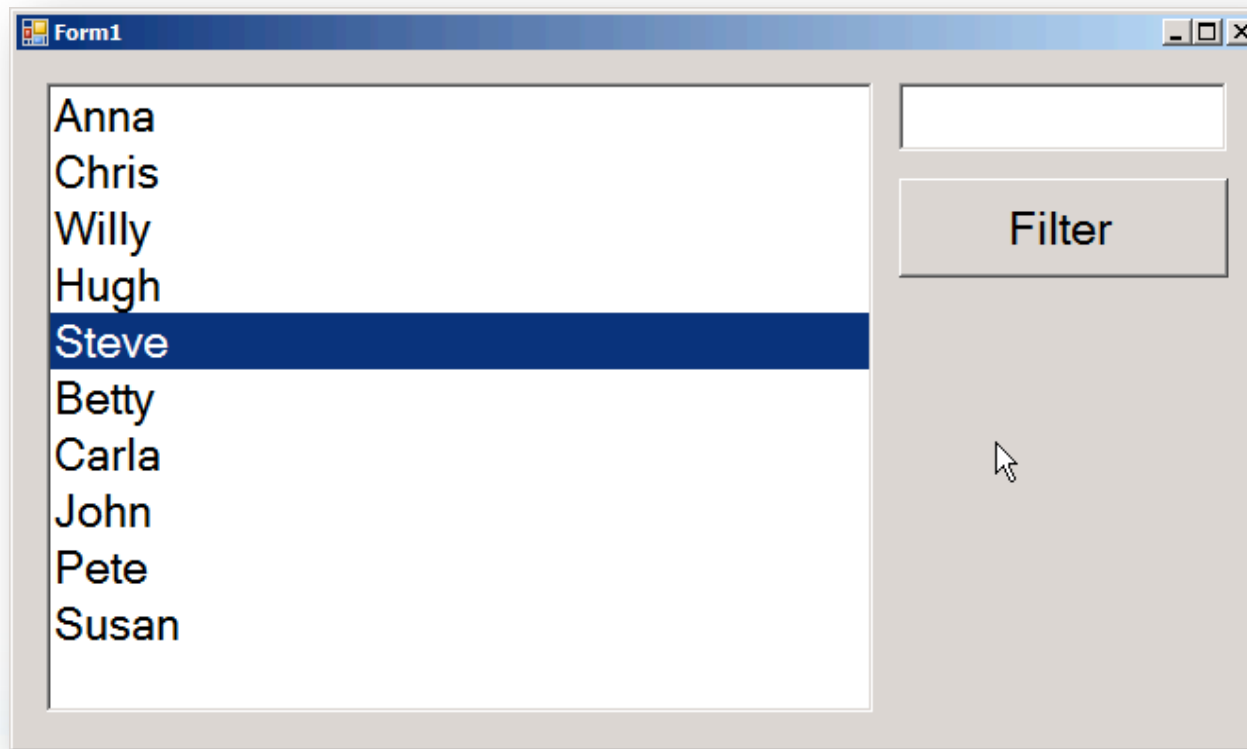 Form1
Anna
Chris
Willy
Hugh
Steve
Betty
Carla
John
Pete
Susan
Filter